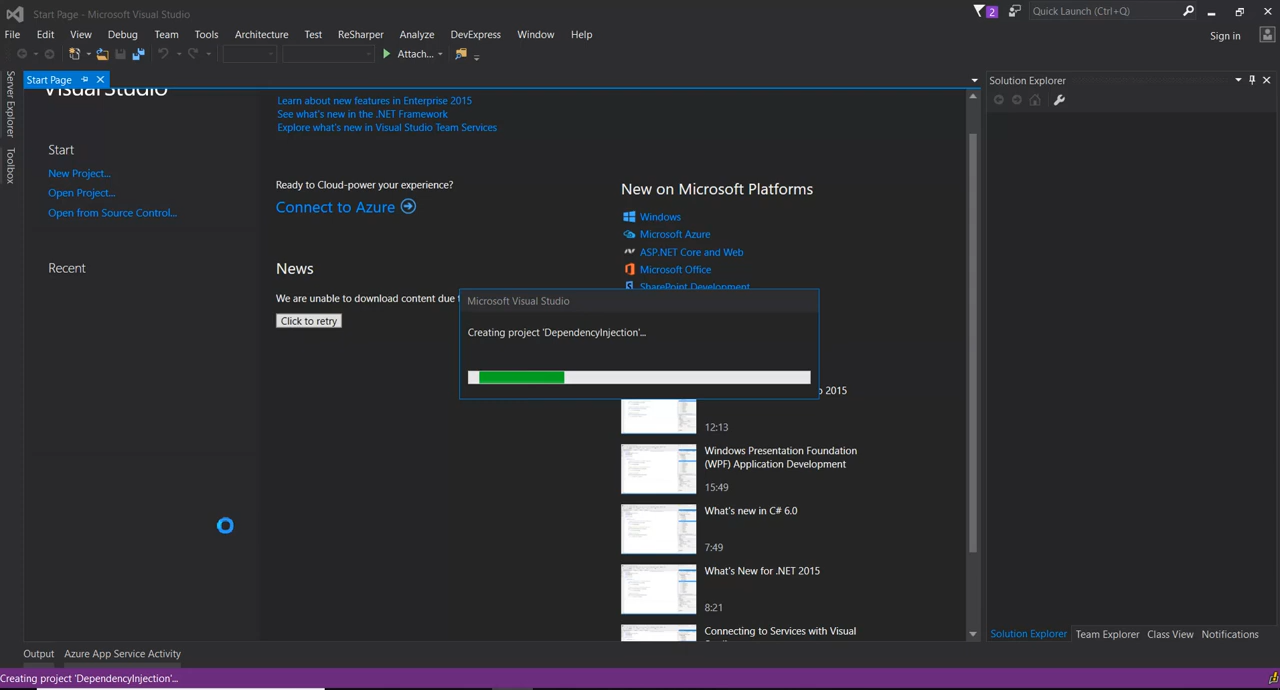 Start Page - Microsoft Visual Studio
2
Quick Launch (Ctrl+Q)
File Edit View Debug Team Tools Architecture Test ReSharper Analyze DevExpress Window Help
Sign in
Attach...
Server Explorer
Toolbox
Start Page
Solution Explorer
Visual Studio
Learn about new features in Enterprise 2015
See what's new in the .NET Framework
Explore what's new in Visual Studio Team Services
Start
New Project...
Open Project...
Open from Source Control...
Recent
Ready to Cloud-power your experience?
Connect to Azure
News
We are unable to download content due
Click to retry
New on Microsoft Platforms
Windows
Microsoft Azure
ASP.NET Core and Web
Microsoft Office
SharePoint Development
Microsoft Visual Studio
Creating project 'DependencyInjection'...
2015
12:13
Windows Presentation Foundation
(WPF) Application Development
15:49
What's new in C# 6.0
7:49
What's New for .NET 2015
8:21
Connecting to Services with Visual
Solution Explorer Team Explorer Class View Notifications
Output Azure App Service Activity
Creating project 'DependencyInjection'...